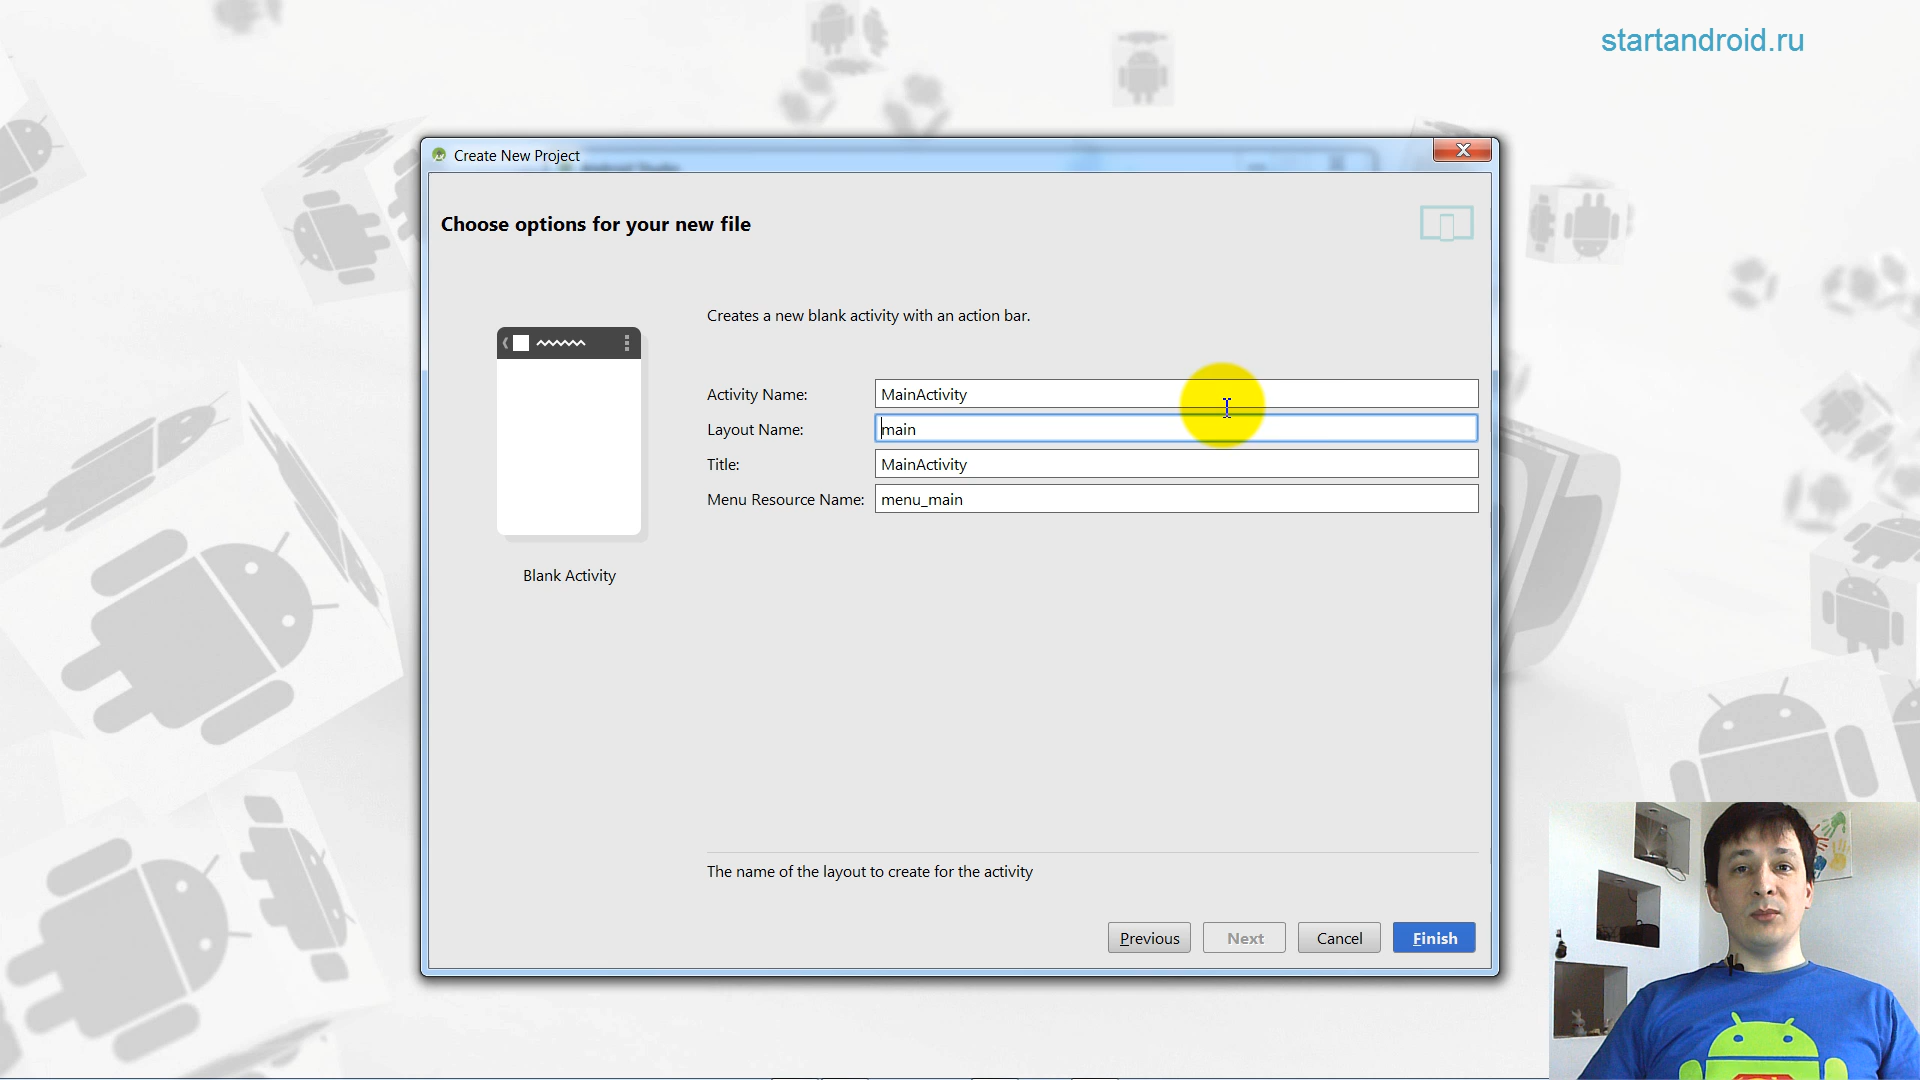 startandroid.ru
Create New Project
Choose options for your new file
Creates a new blank activity with an action bar.
Activity Name: MainActivity
Layout Name: main
Title: MainActivity
Menu Resource Name: menu_main
Blank Activity
The name of the layout to create for the activity
Previous Next Cancel Finish